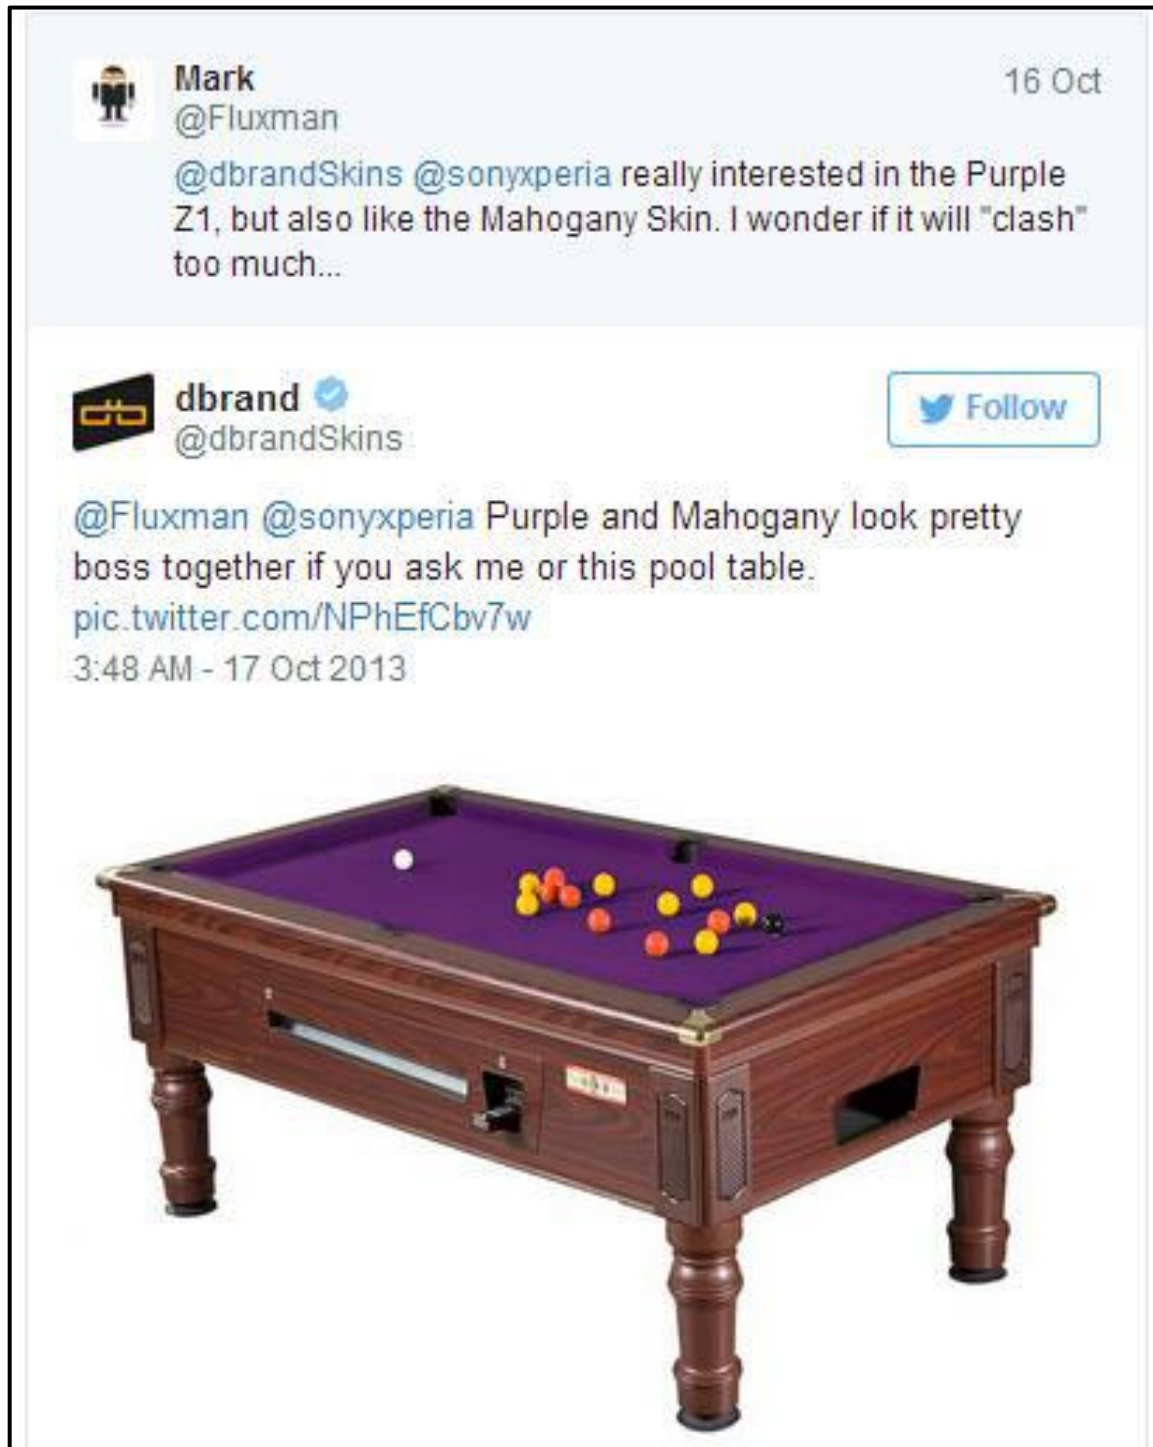 Mark
16 Oct
@Fluxman
@dbrandSkins @sonyxperia really interested in the Purple
Z1, but also like the Mahogany Skin. I wonder if it will "clash"
too much...
dbrand
Follow
@dbrandSkins
@Fluxman @sonyxperia Purple and Mahogany look pretty
boss together if you ask me or this pool table.
pic.twitter.com/NPhEfCbv7w
3:48 AM - 17 Oct 2013